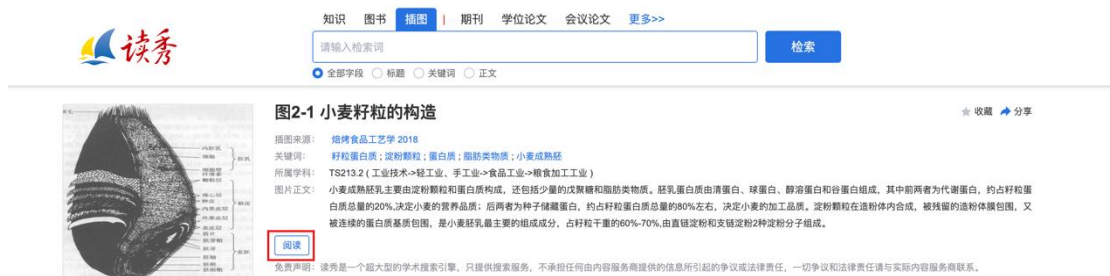 知识 图书 插图 | 期刊 学位论文 会议论文 更多>>
读秀
请输入检索词 检索
全部字段 标题 关键词 正文
图2-1 小麦籽粒的构造
收藏 分享
插图来源： 焙烤食品工艺学 2018
关键词： 籽粒蛋白质；淀粉颗粒；蛋白质；脂肪类物质；小麦成熟胚
所属学科： TS213.2 ( 工业技术->轻工业、手工业->食品工业->粮食加工工业 )
图片正文： 小麦成熟胚乳主要由淀粉颗粒和蛋白质构成，还包括少量的戊聚糖和脂肪类物质。胚乳蛋白质由清蛋白、球蛋白、醇溶蛋白和谷蛋白组成，其中前两者为代谢蛋白，约占籽粒蛋
白质总量的20%,决定小麦的营养品质；后两者为种子储藏蛋白，约占籽粒蛋白质总量的80%左右，决定小麦的加工品质。淀粉颗粒在造粉体内合成，被残留的造粉体膜包围，又
被连续的蛋白质基质包围，是小麦胚乳最主要的组成成分，占籽粒干重的60%-70%,由直链淀粉和支链淀粉2种淀粉分子组成。
阅读
免责声明：读秀是一个超大型的学术搜索引擎，只提供搜索服务，不承担任何由内容服务商提供的信息所引起的争议或法律责任，一切争议和法律责任请与实际内容服务商联系。